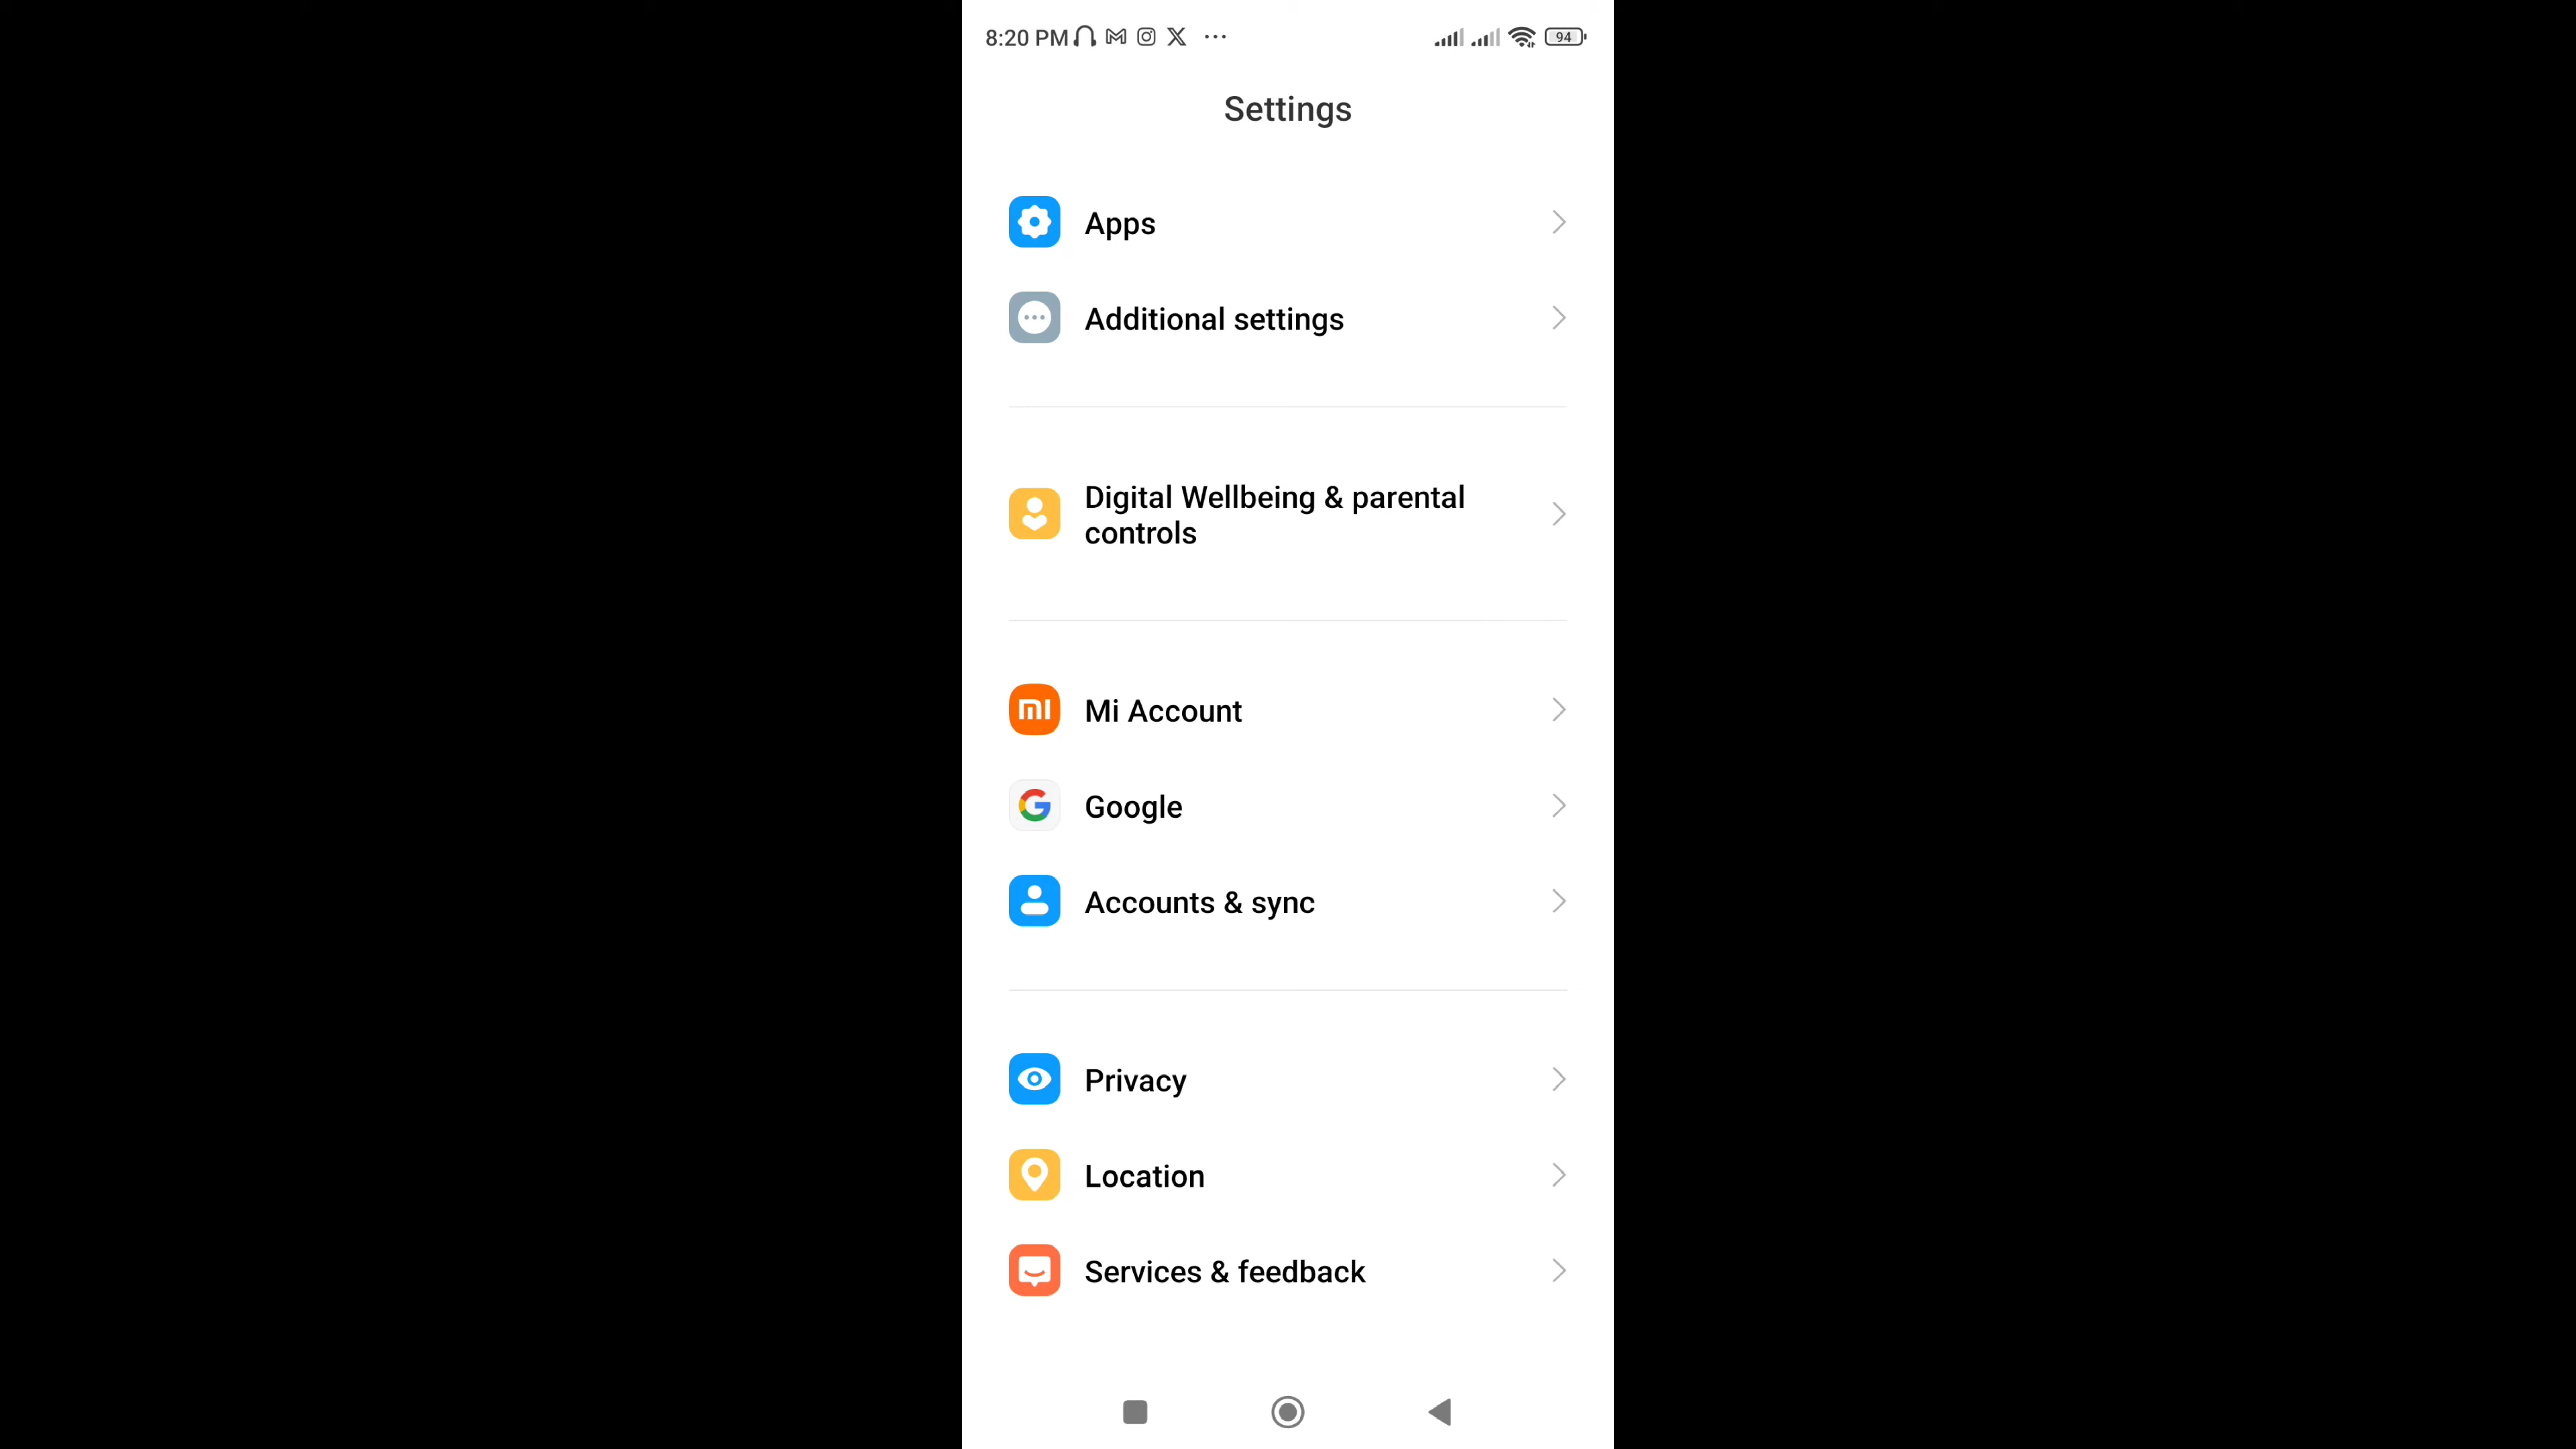 8:20 PM
94
Settings
Apps
Additional settings
Digital Wellbeing & parental
controls
Mi Account
Google
Accounts & sync
Privacy
Location
Services & feedback